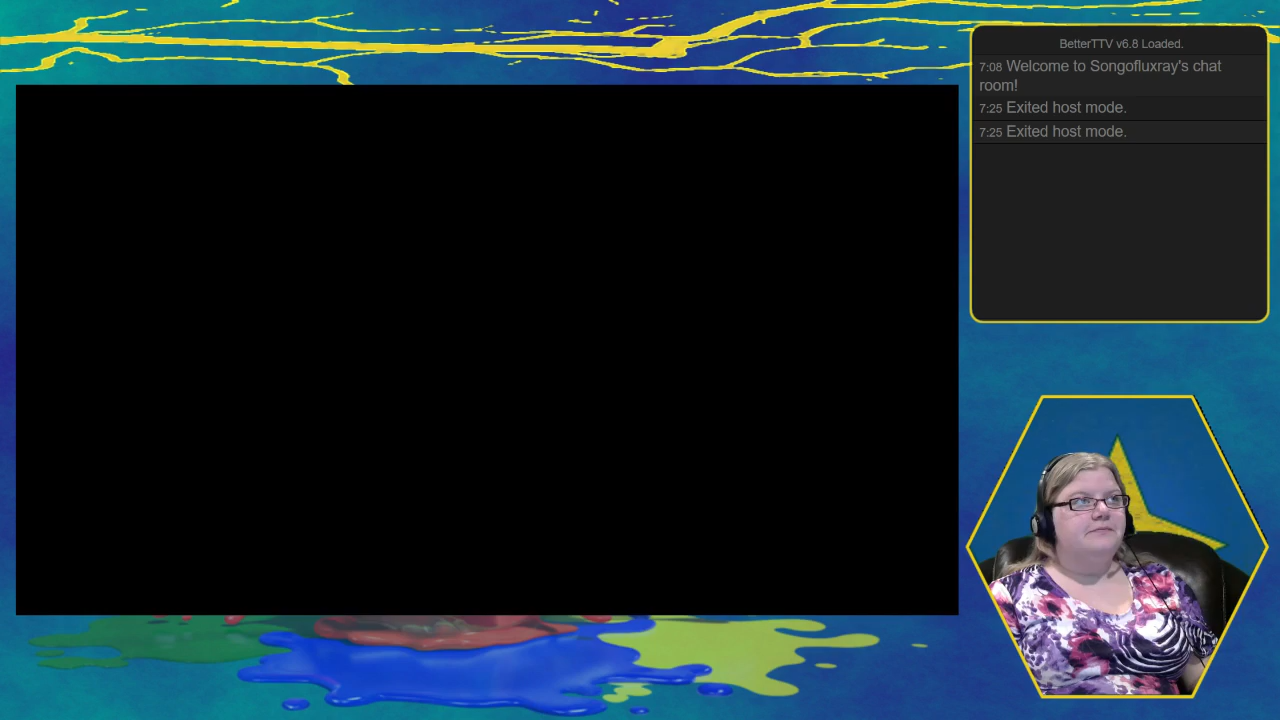 BetterTTV v6.8 Loaded.
7:08 Welcome to Songofluxray's chat
room!
7:25 Exited host mode.
7:25 Exited host mode.